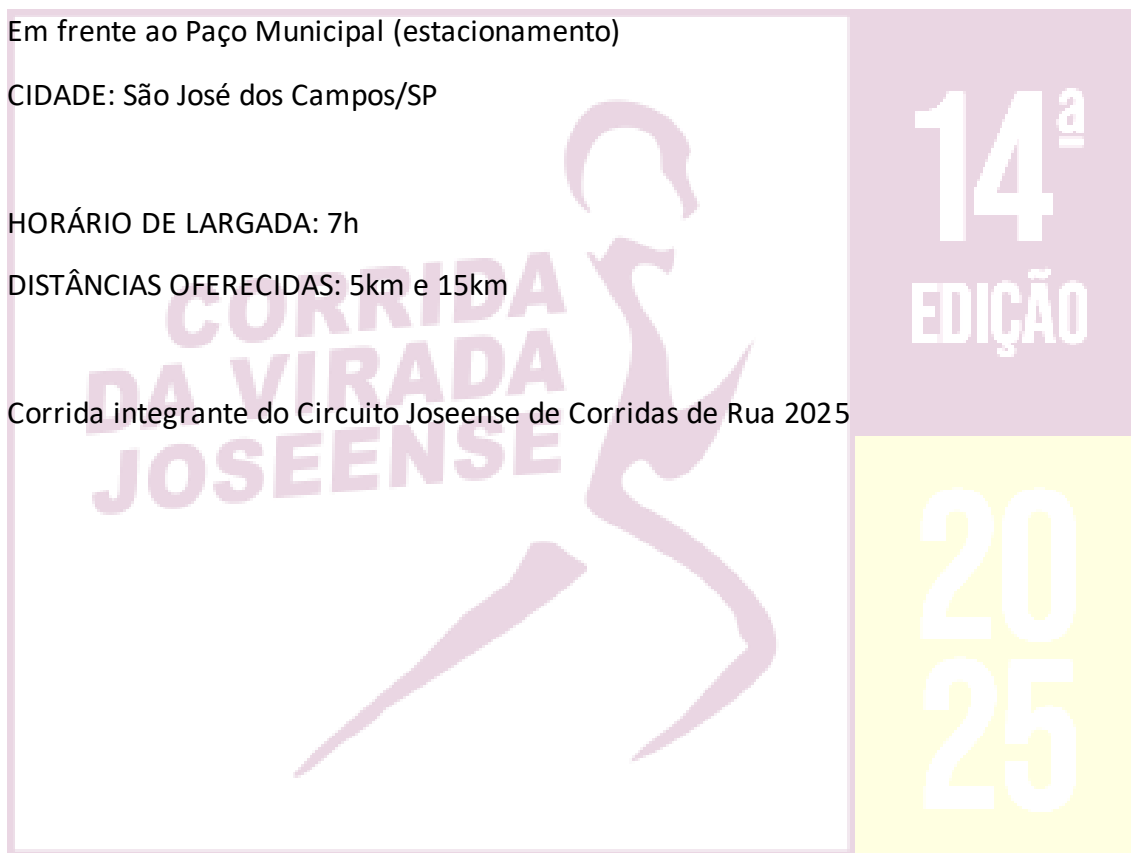 Em frente ao Paço Municipal (estacionamento)
CIDADE: São José dos Campos/SP
HORÁRIO DE LARGADA: 7h
DISTÂNCIAS OFERECIDAS: 5km e 15km
Corrida integrante do Circuito Joseense de Corridas de Rua 2025
CORRIDA
DA VIRADA
JOSEENSE
14ª
EDIÇÃO
20
25